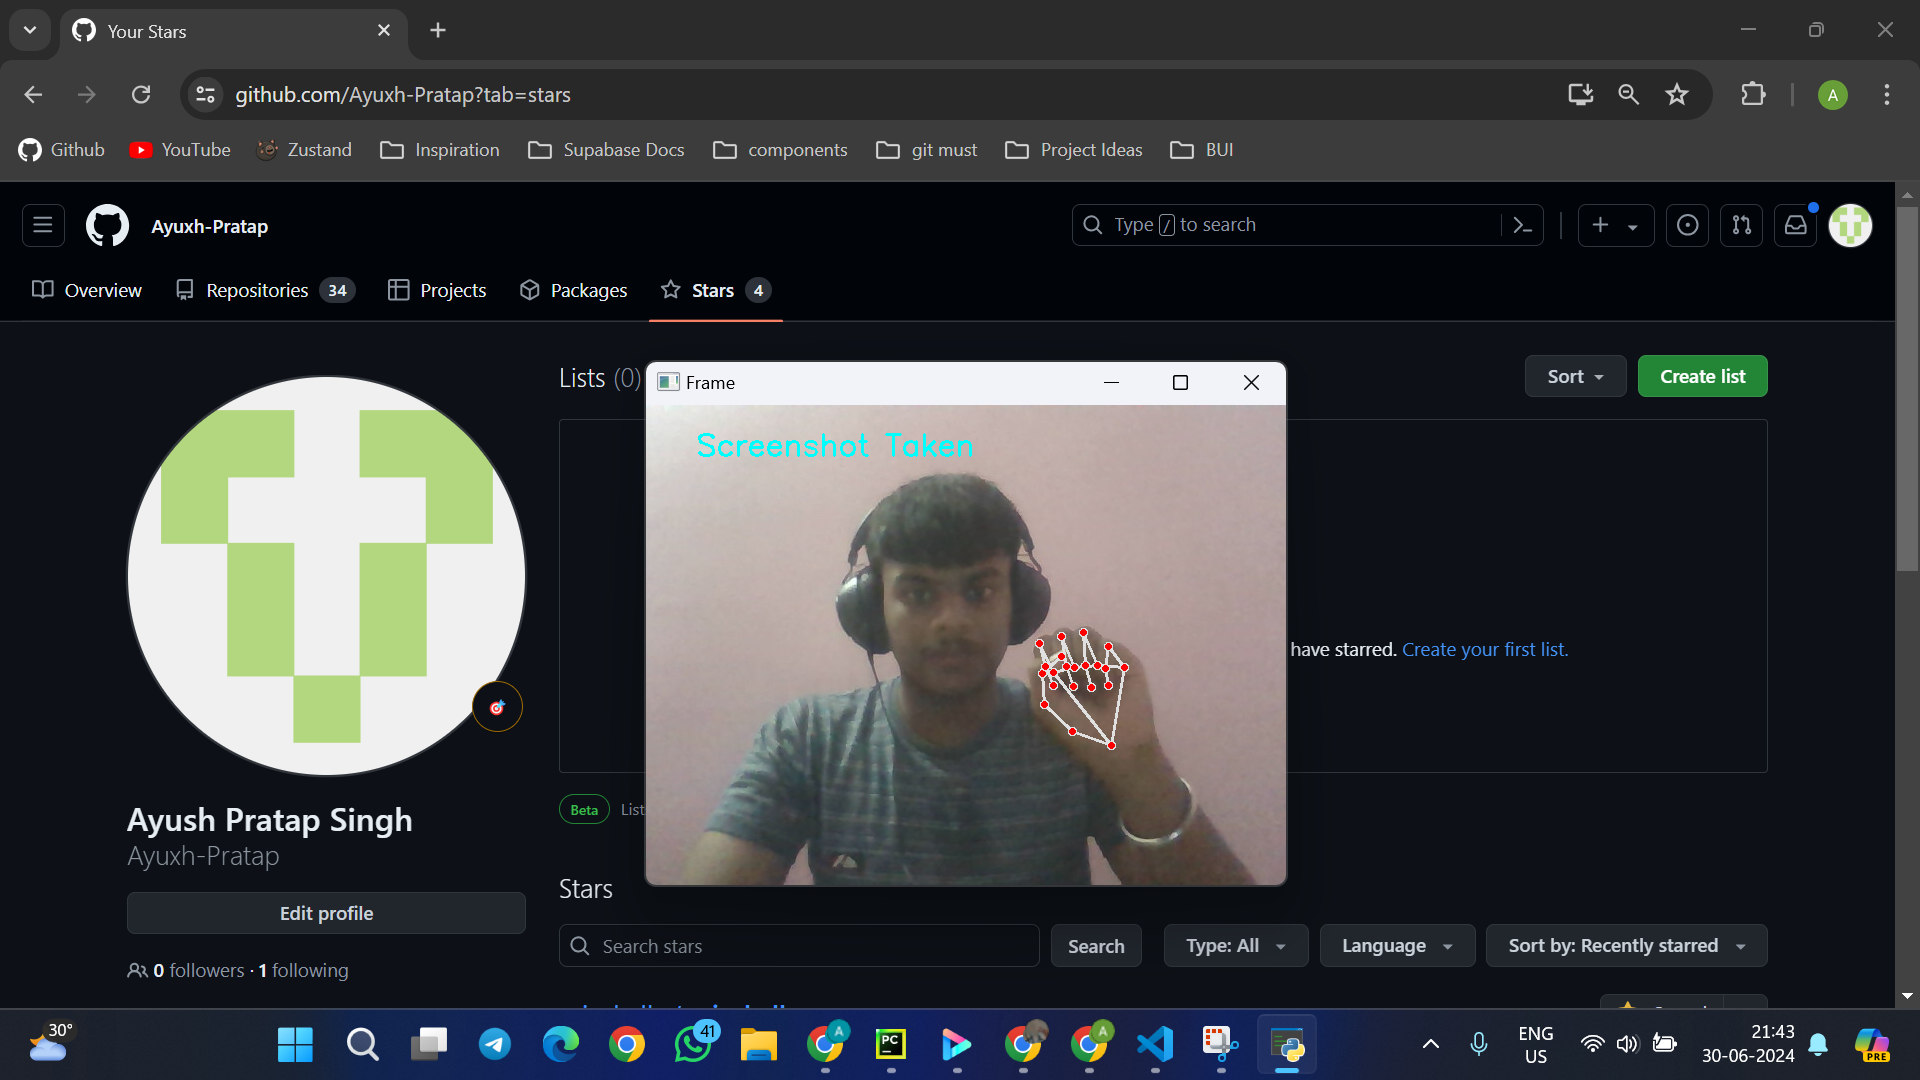 Your Stars
github.com/Ayuxh-Pratap?tab=stars
A
Github YouTube Zustand Inspiration Supabase Docs components git must Project Ideas BUI
Ayuxh-Pratap
Type / to search
Overview Repositories 34 Projects Packages Stars 4
Lists (0)
Sort Create list
Frame
Screenshot Taken
have starred. Create your first list.
Beta List
Ayush Pratap Singh
Ayuxh-Pratap
Edit profile
0 followers · 1 following
Stars
Search stars Search Type: All Language Sort by: Recently starred
30°
41
A
PC
A
ENG
US
21:43
30-06-2024
PRE